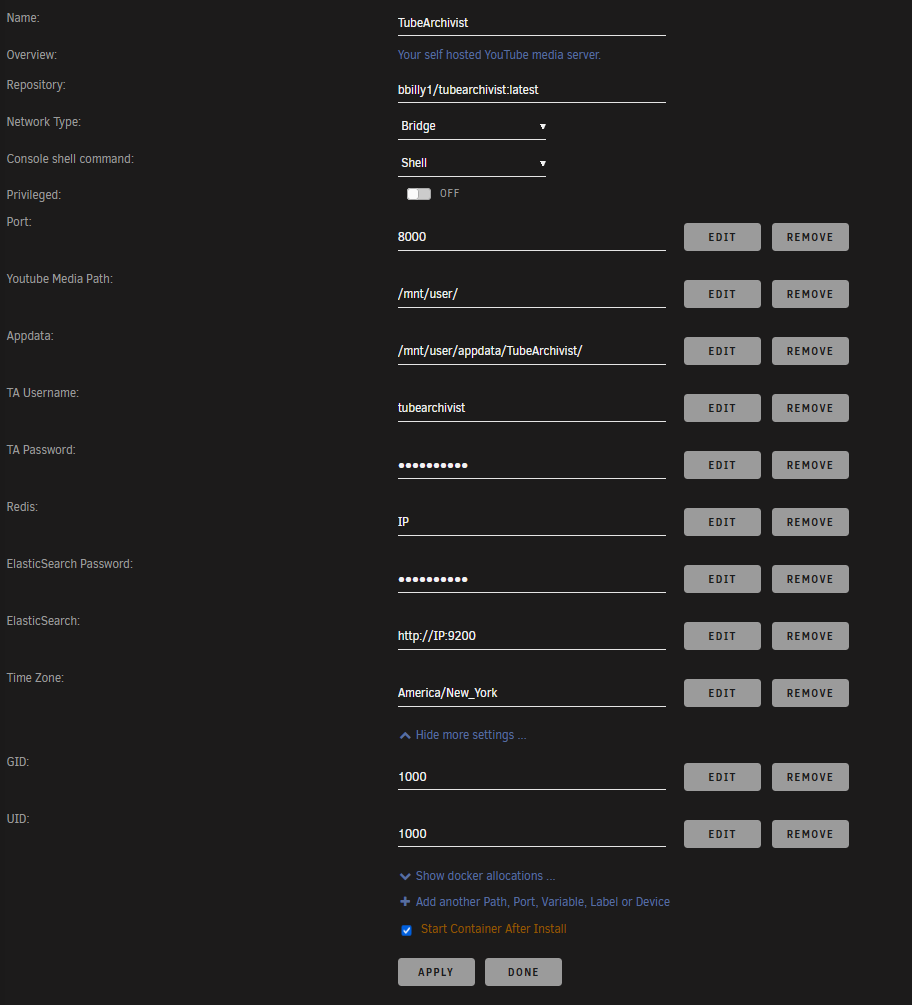 Name:
TubeArchivist
Overview:
Your self hosted YouTube media server.
Repository:
bbilly1/tubearchivist:latest
Network Type:
Bridge
Console shell command:
Shell
Privileged:
OFF
Port:
8000
EDIT
REMOVE
Youtube Media Path:
/mnt/user/
EDIT
REMOVE
Appdata:
/mnt/user/appdata/TubeArchivist/
EDIT
REMOVE
TA Username:
tubearchivist
EDIT
REMOVE
TA Password:
••••••••••
EDIT
REMOVE
Redis:
IP
EDIT
REMOVE
ElasticSearch Password:
••••••••••
EDIT
REMOVE
ElasticSearch:
http://IP:9200
EDIT
REMOVE
Time Zone:
America/New_York
EDIT
REMOVE
Hide more settings ...
GID:
1000
EDIT
REMOVE
UID:
1000
EDIT
REMOVE
Show docker allocations ...
Add another Path, Port, Variable, Label or Device
Start Container After Install
APPLY
DONE